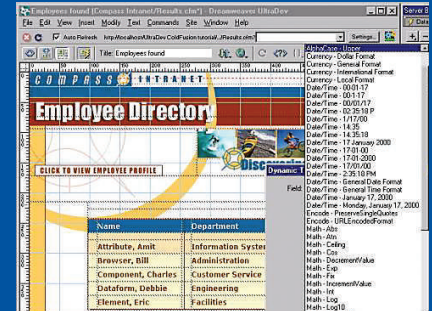 Employees found (Compass Intranet/Results.cfm*) - Dreamweaver UltraDev
File Edit View Insert Modify Text Commands Site Window Help
Auto Refresh
Settings...
Title: Employees found
COMPASS INTRANET
Employee Directory
CLICK TO VIEW EMPLOYEE PROFILE
Dynamic T
Field:
Name Department
Attribute, Amit Information System
Browser, Bill Administration
Component, Charles Customer Service
Dataform, Debbie Engineering
Element, Eric Facilities
Server B
AlphaCase - Upper
Currency - Dollar Format
Currency - General Format
Currency - International Format
Currency - Local Format
Date/Time - 00-01-17
Date/Time - 00-1-17
Date/Time - 00/01/17
Date/Time - 02:35:18 P
Date/Time - 1/17/00
Date/Time - 14:35
Date/Time - 14:35:18
Date/Time - 17 January 2000
Date/Time - 17-01-00
Date/Time - 17-01-2000
Date/Time - 17/01/00
Date/Time - 2:35:18 PM
Date/Time - General Date Format
Date/Time - General Time Format
Date/Time - January 17, 2000
Date/Time - Monday, January 17, 2000
Encode - PreserveSingleQuotes
Encode - URLEncodedFormat
Math - Abs
Math - Atn
Math - Ceiling
Math - Cos
Math - DecrementValue
Math - Exp
Math - Fix
Math - IncrementValue
Math - Int
Math - Log
Math - Log10